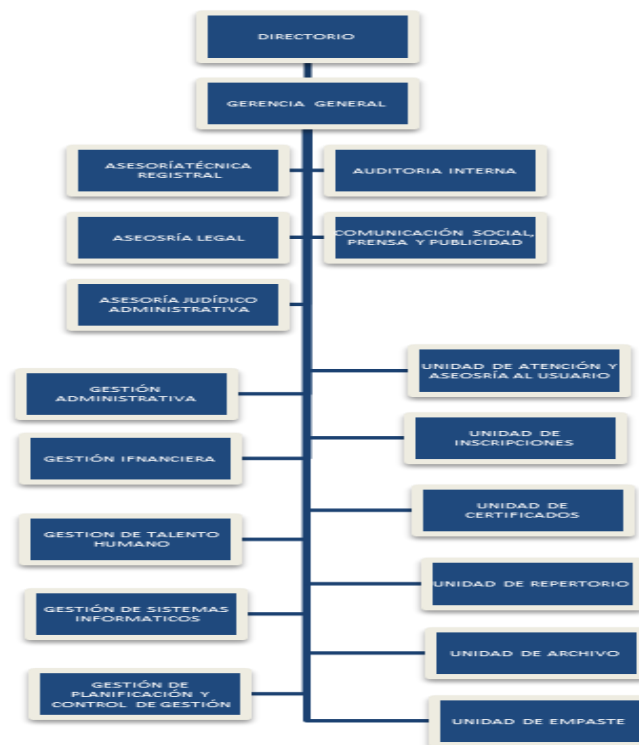 DIRECTORIO
GERENCIA GENERAL
ASESORÍATÉCNICA
REGISTRAL
AUDITORIA INTERNA
ASEOSRÍA LEGAL
COMUNICACIÓN SOCIAL,
PRENSA Y PUBLICIDAD
ASESORÍA JUDÍDICO
ADMINISTRATIVA
UNIDAD DE ATENCIÓN Y
ASEOSRÍA AL USUARIO
GESTIÓN
ADMINISTRATIVA
UNIDAD DE
INSCRIPCIONES
GESTIÓN IFNANCIERA
UNIDAD DE
CERTIFICADOS
GESTION DE TALENTO
HUMANO
UNIDAD DE REPERTORIO
GESTIÓN DE SISTEMAS
INFORMATICOS
UNIDAD DE ARCHIVO
GESTIÓN DE
PLANIFICACIÓN Y
CONTROL DE GESTIÓN
UNIDAD DE EMPASTE